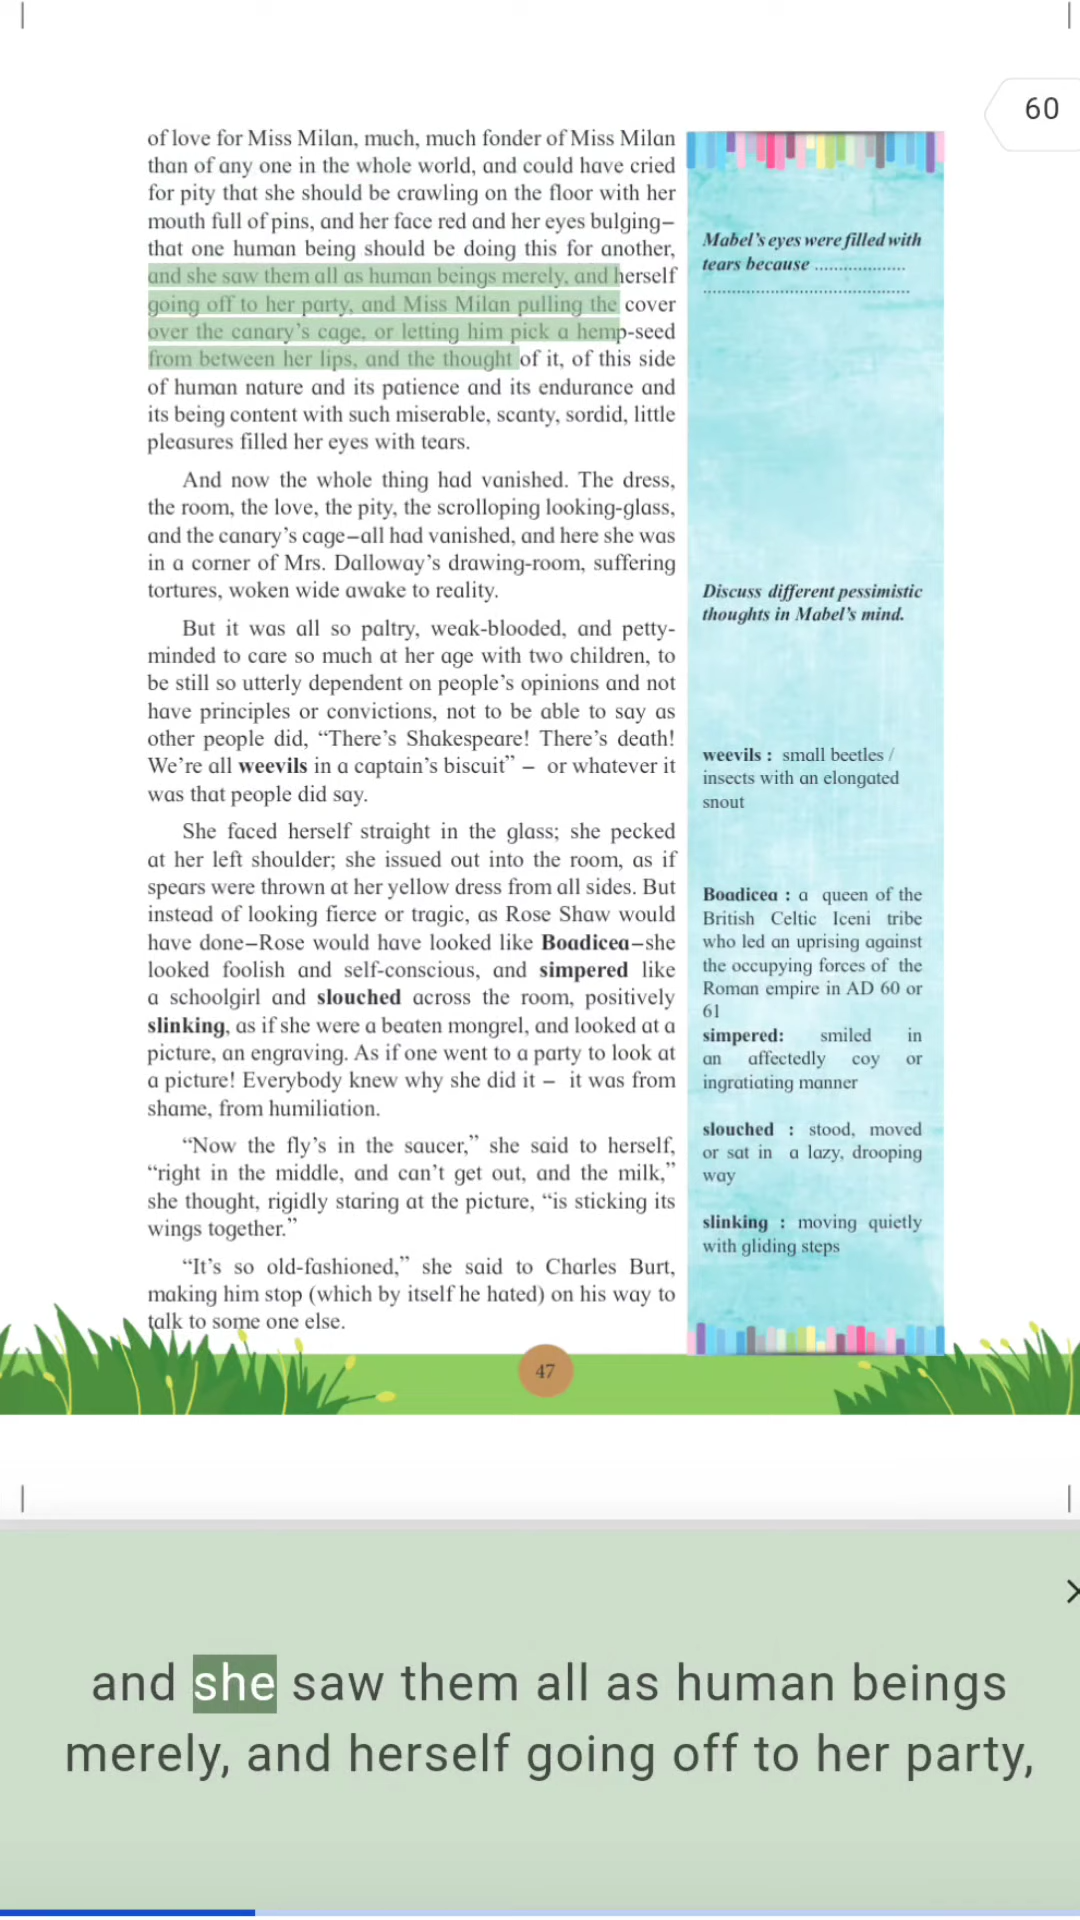 60
of love for Miss Milan, much, much fonder of Miss Milan
than of any one in the whole world, and could have cried
for pity that she should be crawling on the floor with her
mouth full of pins, and her face red and her eyes bulging–
that one human being should be doing this for another,
and she saw them all as human beings merely, and herself
going off to her party, and Miss Milan pulling the cover
over the canary’s cage, or letting him pick a hemp-seed
from between her lips, and the thought of it, of this side
of human nature and its patience and its endurance and
its being content with such miserable, scanty, sordid, little
pleasures filled her eyes with tears.
And now the whole thing had vanished. The dress,
the room, the love, the pity, the scrolloping looking-glass,
and the canary’s cage–all had vanished, and here she was
in a corner of Mrs. Dalloway’s drawing-room, suffering
tortures, woken wide awake to reality.
But it was all so paltry, weak-blooded, and petty-
minded to care so much at her age with two children, to
be still so utterly dependent on people’s opinions and not
have principles or convictions, not to be able to say as
other people did, “There’s Shakespeare! There’s death!
We’re all weevils in a captain’s biscuit” – or whatever it
was that people did say.
She faced herself straight in the glass; she pecked
at her left shoulder; she issued out into the room, as if
spears were thrown at her yellow dress from all sides. But
instead of looking fierce or tragic, as Rose Shaw would
have done–Rose would have looked like Boadicea–she
looked foolish and self-conscious, and simpered like
a schoolgirl and slouched across the room, positively
slinking, as if she were a beaten mongrel, and looked at a
picture, an engraving. As if one went to a party to look at
a picture! Everybody knew why she did it – it was from
shame, from humiliation.
“Now the fly’s in the saucer,” she said to herself,
“right in the middle, and can’t get out, and the milk,”
she thought, rigidly staring at the picture, “is sticking its
wings together.”
“It’s so old-fashioned,” she said to Charles Burt,
making him stop (which by itself he hated) on his way to
talk to some one else.
Mabel’s eyes were filled with
tears because ...................
..........................................
Discuss different pessimistic
thoughts in Mabel’s mind.
weevils : small beetles /
insects with an elongated
snout
Boadicea : a queen of the
British Celtic Iceni tribe
who led an uprising against
the occupying forces of the
Roman empire in AD 60 or
61
simpered: smiled in
an affectedly coy or
ingratiating manner
slouched : stood, moved
or sat in a lazy, drooping
way
slinking : moving quietly
with gliding steps
47
and she saw them all as human beings
merely, and herself going off to her party,